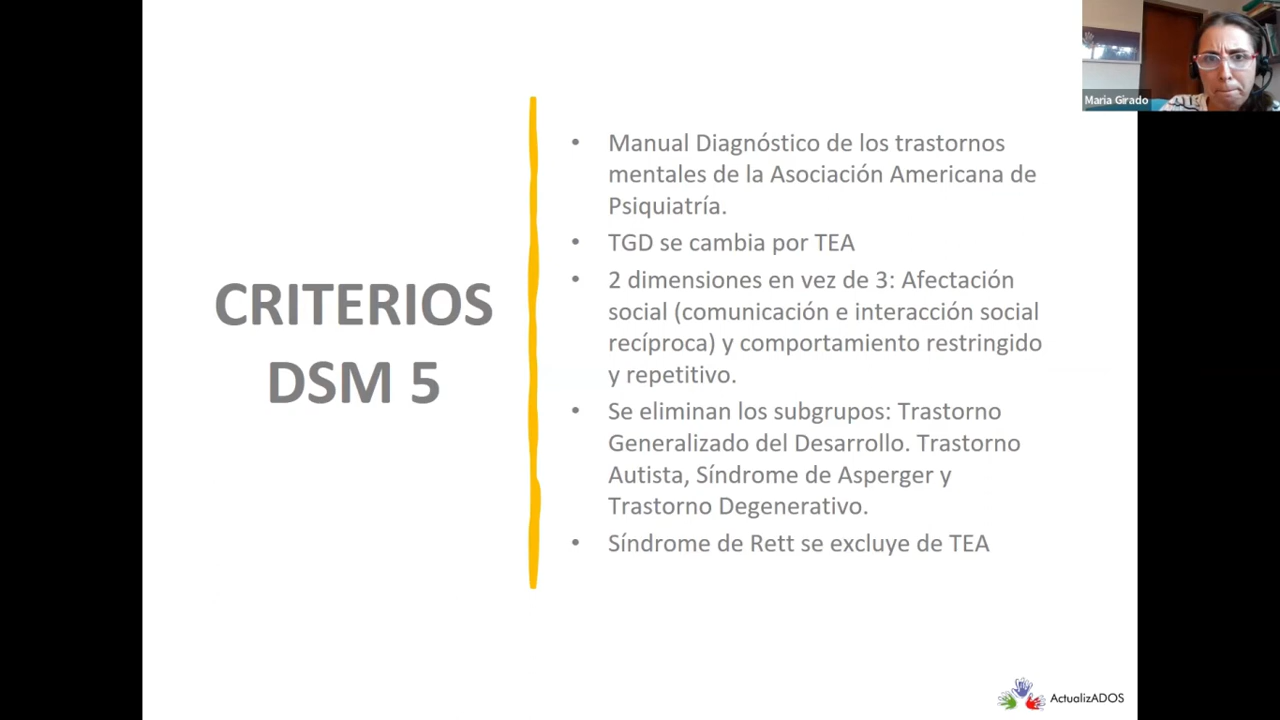 Maria Girado
CRITERIOS
DSM 5
• Manual Diagnóstico de los trastornos
mentales de la Asociación Americana de
Psiquiatría.
• TGD se cambia por TEA
• 2 dimensiones en vez de 3: Afectación
social (comunicación e interacción social
recíproca) y comportamiento restringido
y repetitivo.
• Se eliminan los subgrupos: Trastorno
Generalizado del Desarrollo. Trastorno
Autista, Síndrome de Asperger y
Trastorno Degenerativo.
• Síndrome de Rett se excluye de TEA
ActualizADOS